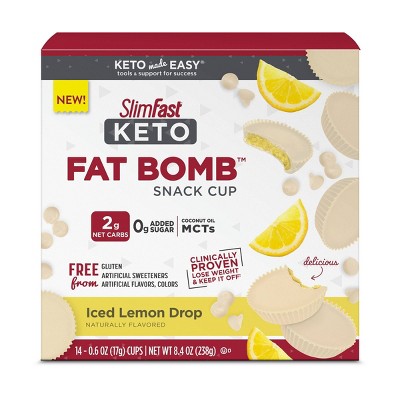 KETO made EASY®
tools & support for success
NEW!
SlimFast®
KETO
FAT BOMB™
SNACK CUP
2g
NET CARBS
0g ADDED
SUGAR
COCONUT OIL
MCTs
FREE from
GLUTEN
ARTIFICIAL SWEETENERS
ARTIFICIAL FLAVORS, COLORS
CLINICALLY
PROVEN
LOSE WEIGHT
& KEEP IT OFF
delicious
Iced Lemon Drop
NATURALLY FLAVORED
14 - 0.6 OZ (17g) CUPS | NET WT 8.4 OZ (238g)